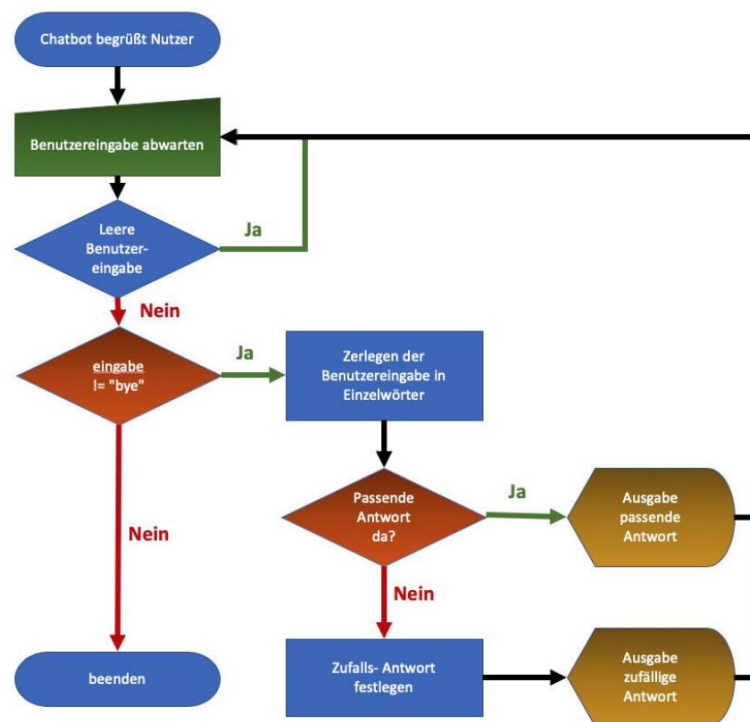 Chatbot begrüßt Nutzer
Benutzereingabe abwarten
Leere
Benutzer-
eingabe
Ja
Nein
eingabe
!= "bye"
Ja
Zerlegen der
Benutzereingabe in
Einzelwörter
Passende
Antwort
da?
Ja
Ausgabe
passende
Antwort
Nein
Nein
beenden
Zufalls- Antwort
festlegen
Ausgabe
zufällige
Antwort